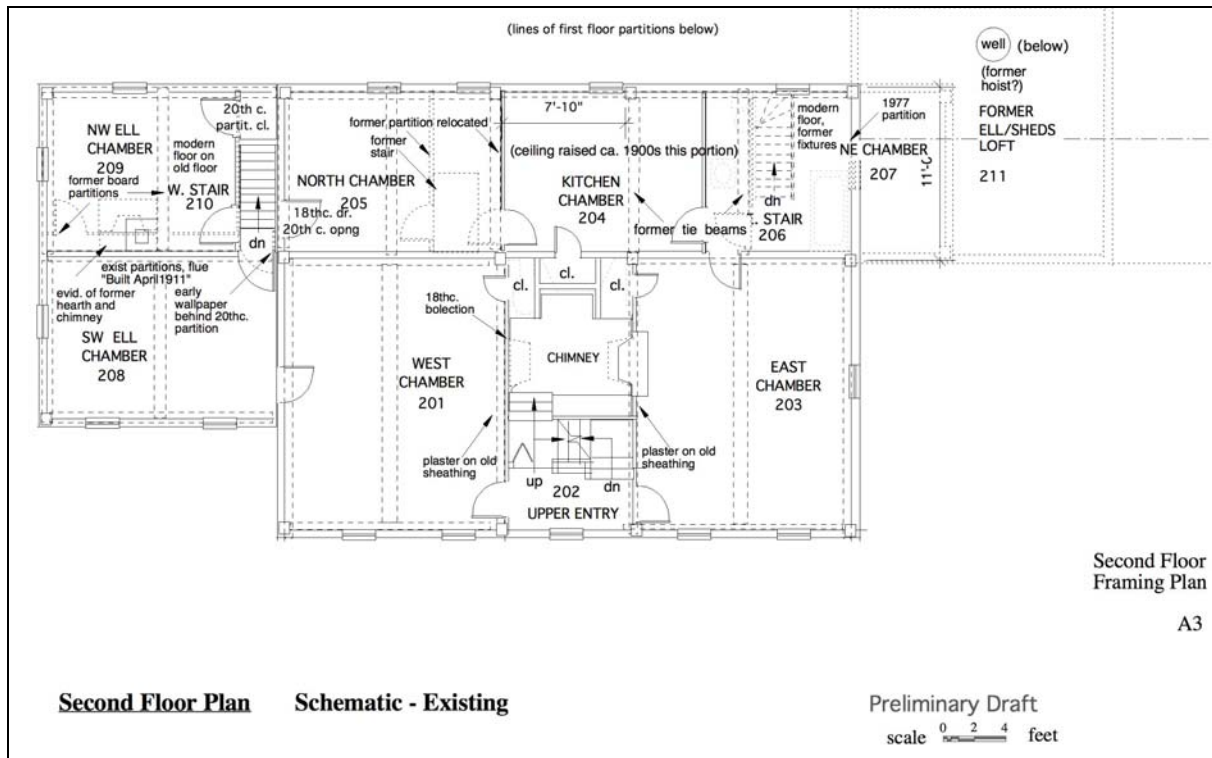 (lines of first floor partitions below)
well (below)
(former
hoist?)
FORMER
ELL/SHEDS
LOFT
211
20th c.
partit. cl.
NW ELL
CHAMBER
209
modern
floor on
old floor
former board
partitions
W. STAIR
210
dn
exist partitions, flue
"Built April1911"
evid. of former
hearth and
chimney
early
wallpaper
behind 20thc.
partition
SW ELL
CHAMBER
208
former partition relocated
former
stair
NORTH CHAMBER
205
18thc. dr.
20th c. opng
7'-10"
(ceiling raised ca. 1900s this portion)
KITCHEN
CHAMBER
204
former tie beams
modern
floor,
former
fixtures
dn
. STAIR
206
1977
partition
NE CHAMBER
207
11'-0
cl.
cl.
cl.
18thc.
bolection
CHIMNEY
WEST
CHAMBER
201
EAST
CHAMBER
203
plaster on old
sheathing
plaster on old
sheathing
up
202
dn
UPPER ENTRY
Second Floor
Framing Plan
A3
Second Floor Plan Schematic - Existing
Preliminary Draft
scale 0 2 4 feet